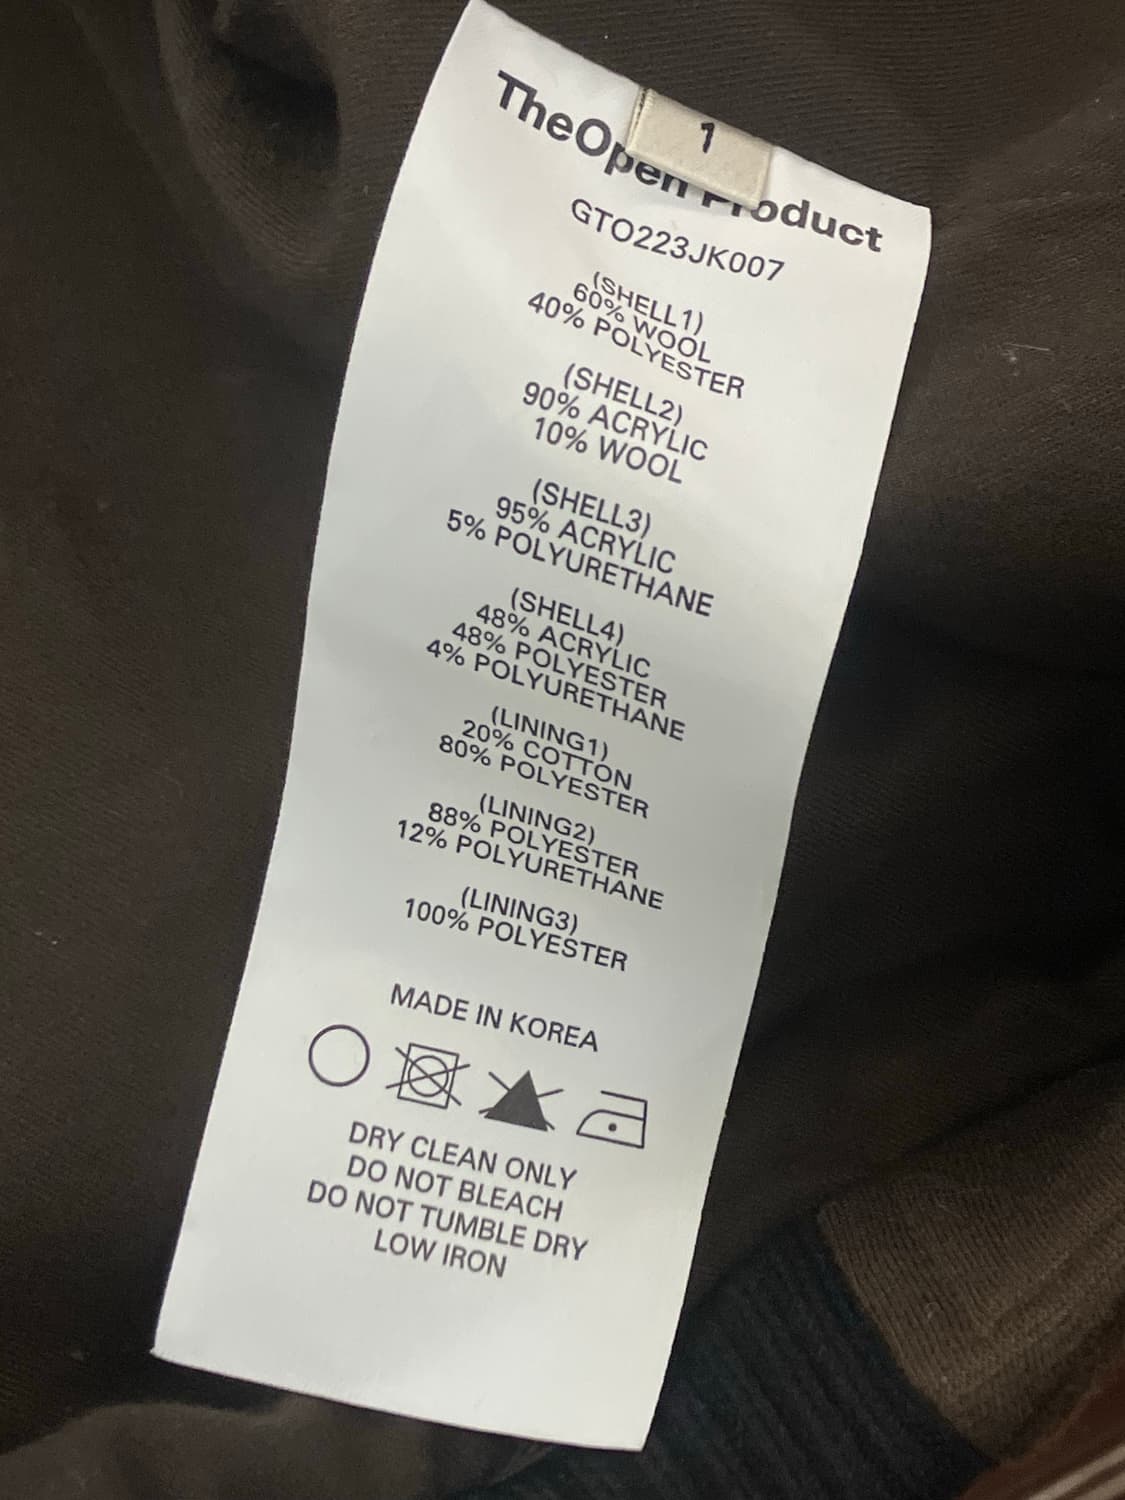 1
TheOpen Product
GTO223JK007
(SHELL 1)
60% WOOL
40% POLYESTER
(SHELL2)
90% ACRYLIC
10% WOOL
(SHELL3)
95% ACRYLIC
5% POLYURETHANE
(SHELL4)
48% ACRYLIC
48% POLYESTER
4% POLYURETHANE
(LINING1)
20% COTTON
80% POLYESTER
(LINING2)
88% POLYESTER
12% POLYURETHANE
(LINING3)
100% POLYESTER
MADE IN KOREA
DRY CLEAN ONLY
DO NOT BLEACH
DO NOT TUMBLE DRY
LOW IRON